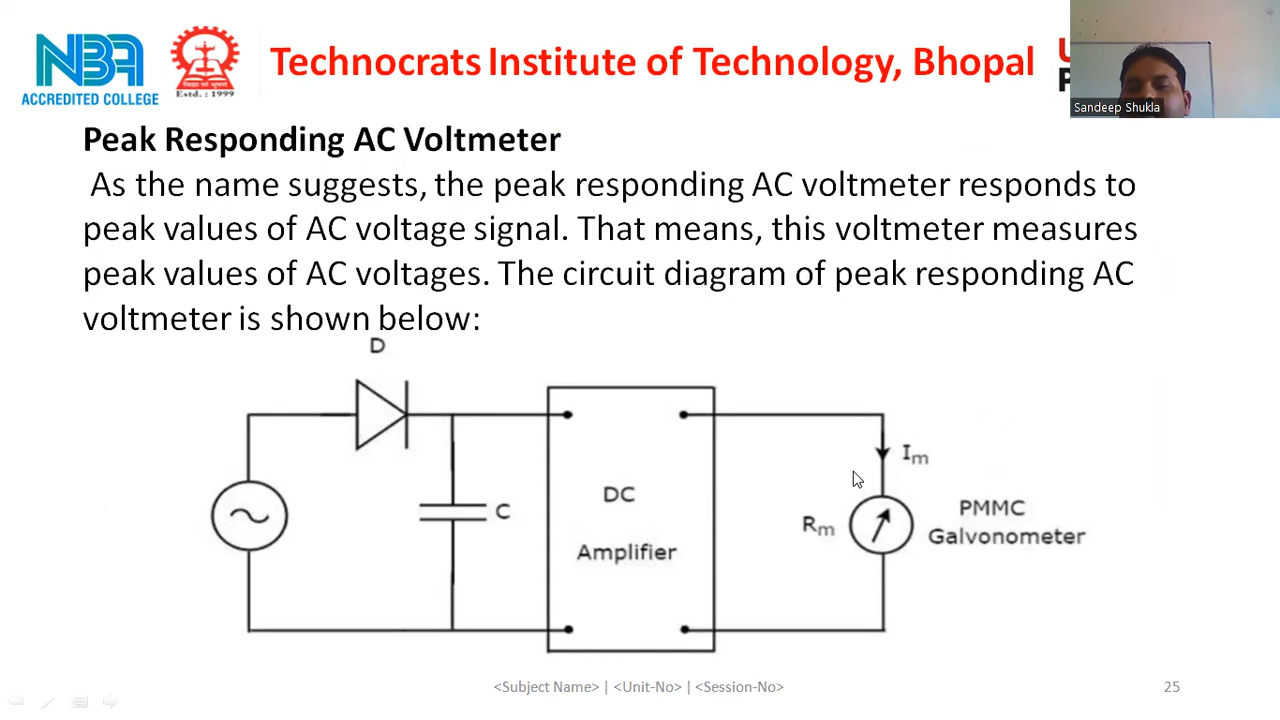 NBA
ACCREDITED COLLEGE
Estd. : 1999
Technocrats Institute of Technology, Bhopal
Sandeep Shukla
Peak Responding AC Voltmeter
As the name suggests, the peak responding AC voltmeter responds to
peak values of AC voltage signal. That means, this voltmeter measures
peak values of AC voltages. The circuit diagram of peak responding AC
voltmeter is shown below:
D
C
DC
Amplifier
Im
Rm
PMMC
Galvonometer
<Subject Name> | <Unit-No> | <Session-No>
25